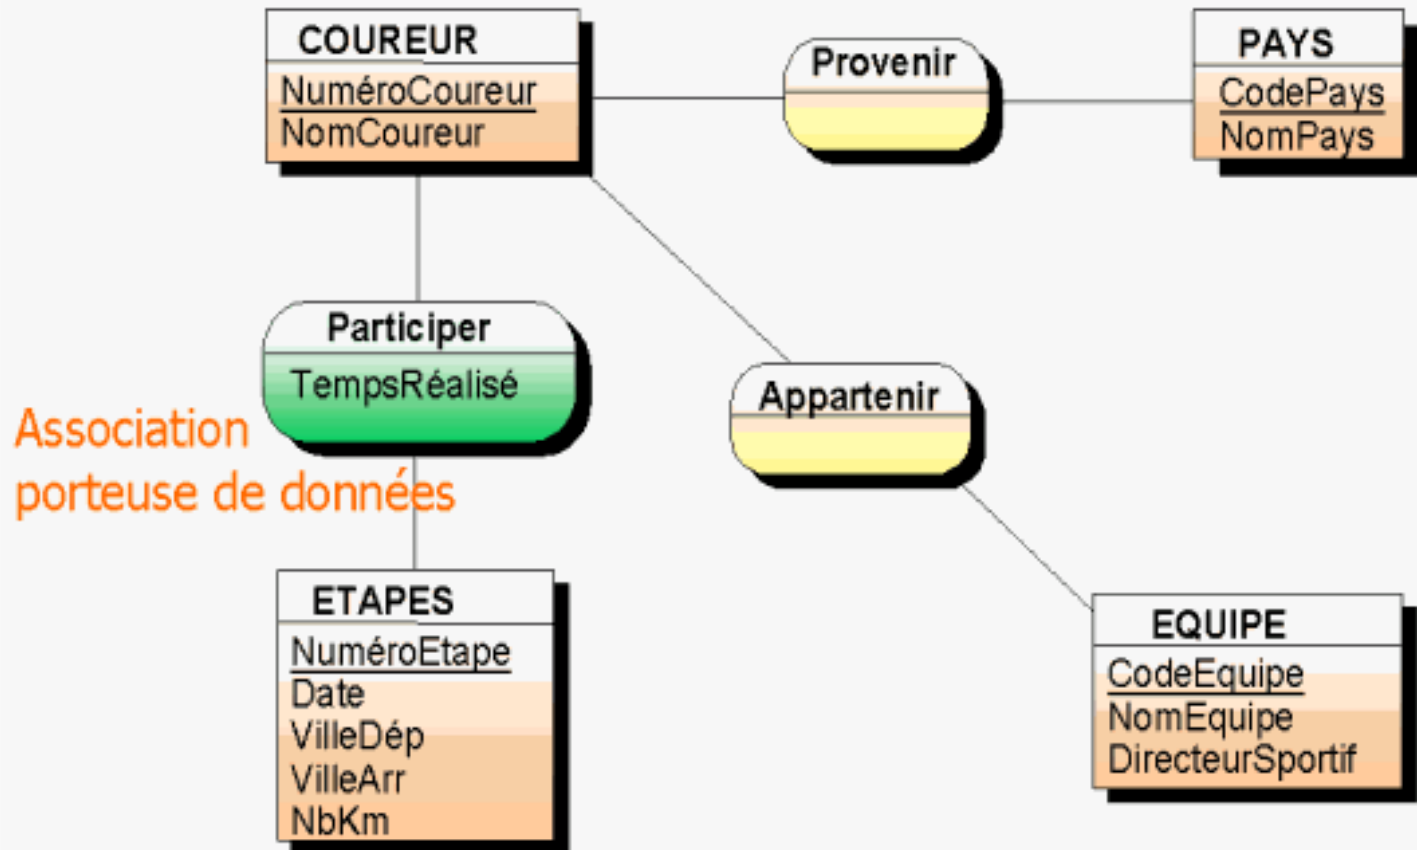 COUREUR
NuméroCoureur
NomCoureur
Provenir
PAYS
CodePays
NomPays
Participer
TempsRéalisé
Association
porteuse de données
Appartenir
ETAPES
NuméroEtape
Date
VilleDép
VilleArr
NbKm
EQUIPE
CodeEquipe
NomEquipe
DirecteurSportif